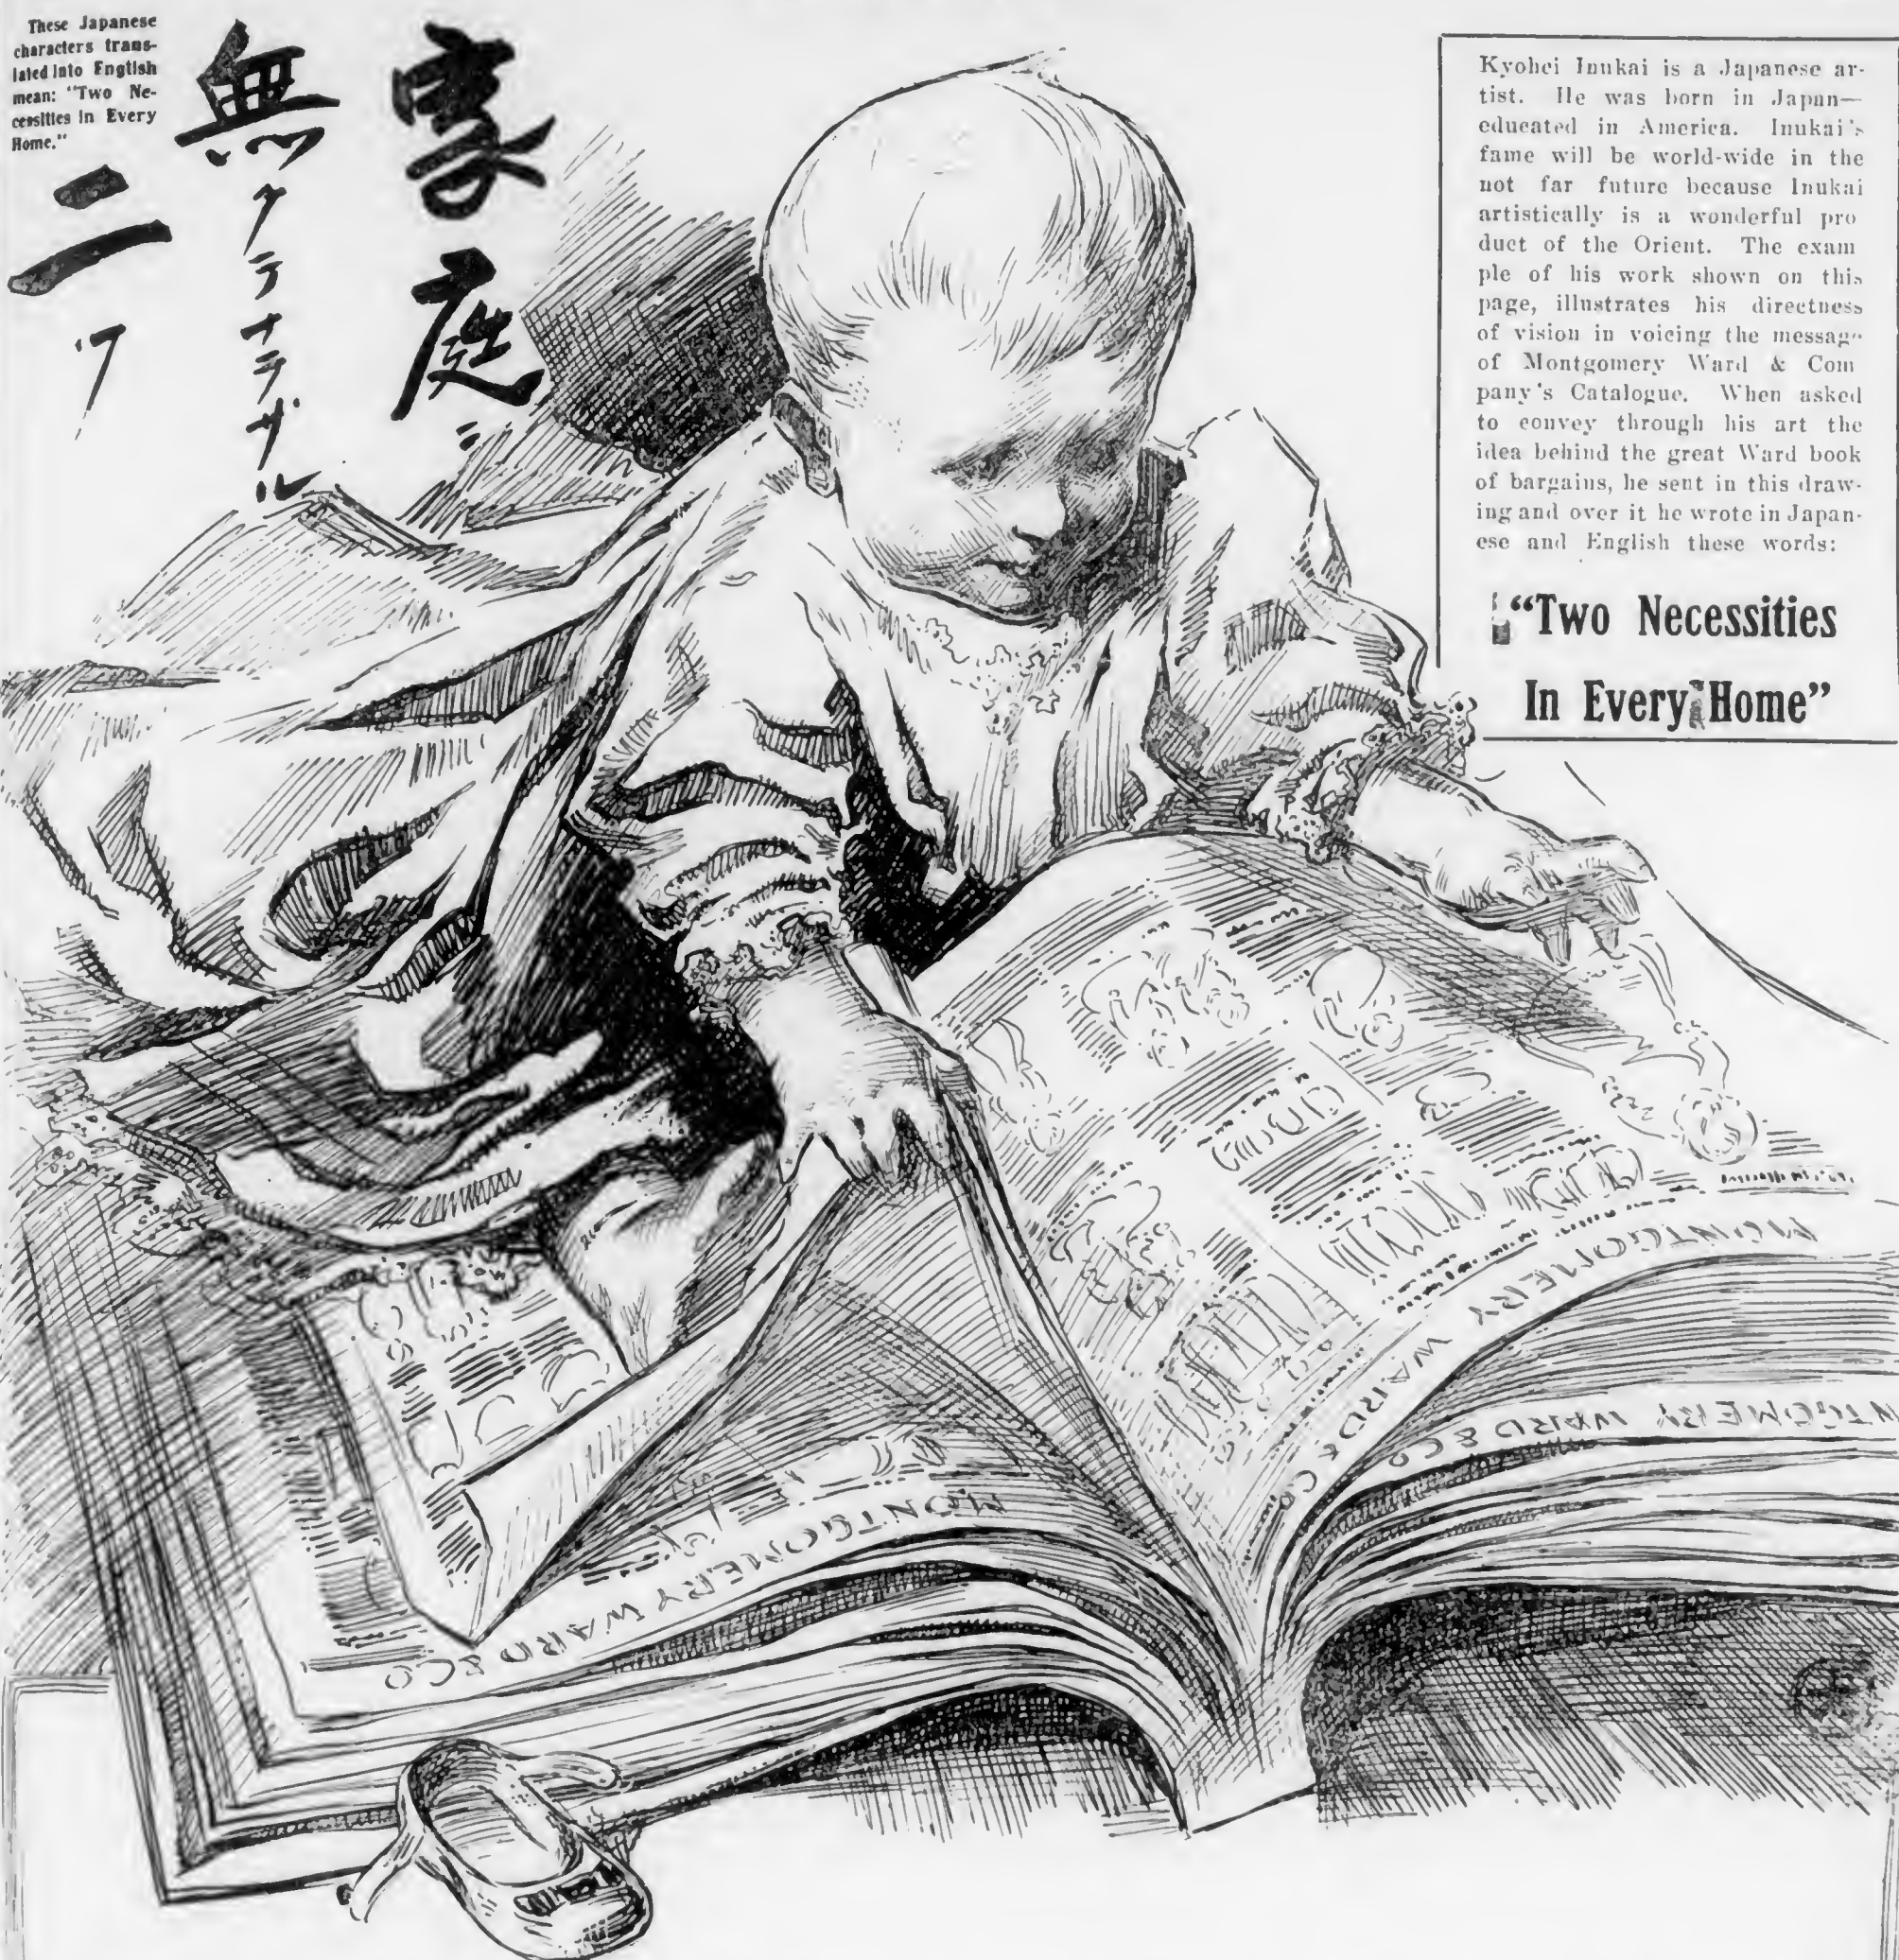 These Japanese
characters trans-
lated into English
mean: "Two Ne-
cessities in Every
Home."
家庭ニ
無クテナラザル
二ツ
Kyohei Inukai is a Japanese ar-
tist. He was born in Japan—
educated in America. Inukai's
fame will be world-wide in the
not far future because Inukai
artistically is a wonderful pro
duct of the Orient. The exam
ple of his work shown on this
page, illustrates his directness
of vision in voicing the message
of Montgomery Ward & Com
pany's Catalogue. When asked
to convey through his art the
idea behind the great Ward book
of bargains, he sent in this draw-
ing and over it he wrote in Japan-
ese and English these words:
"Two Necessities
In Every Home"
MONTGOMERY WARD & CO
NTGOMERY WARD & CO
MONTGOMERY WARD & CO